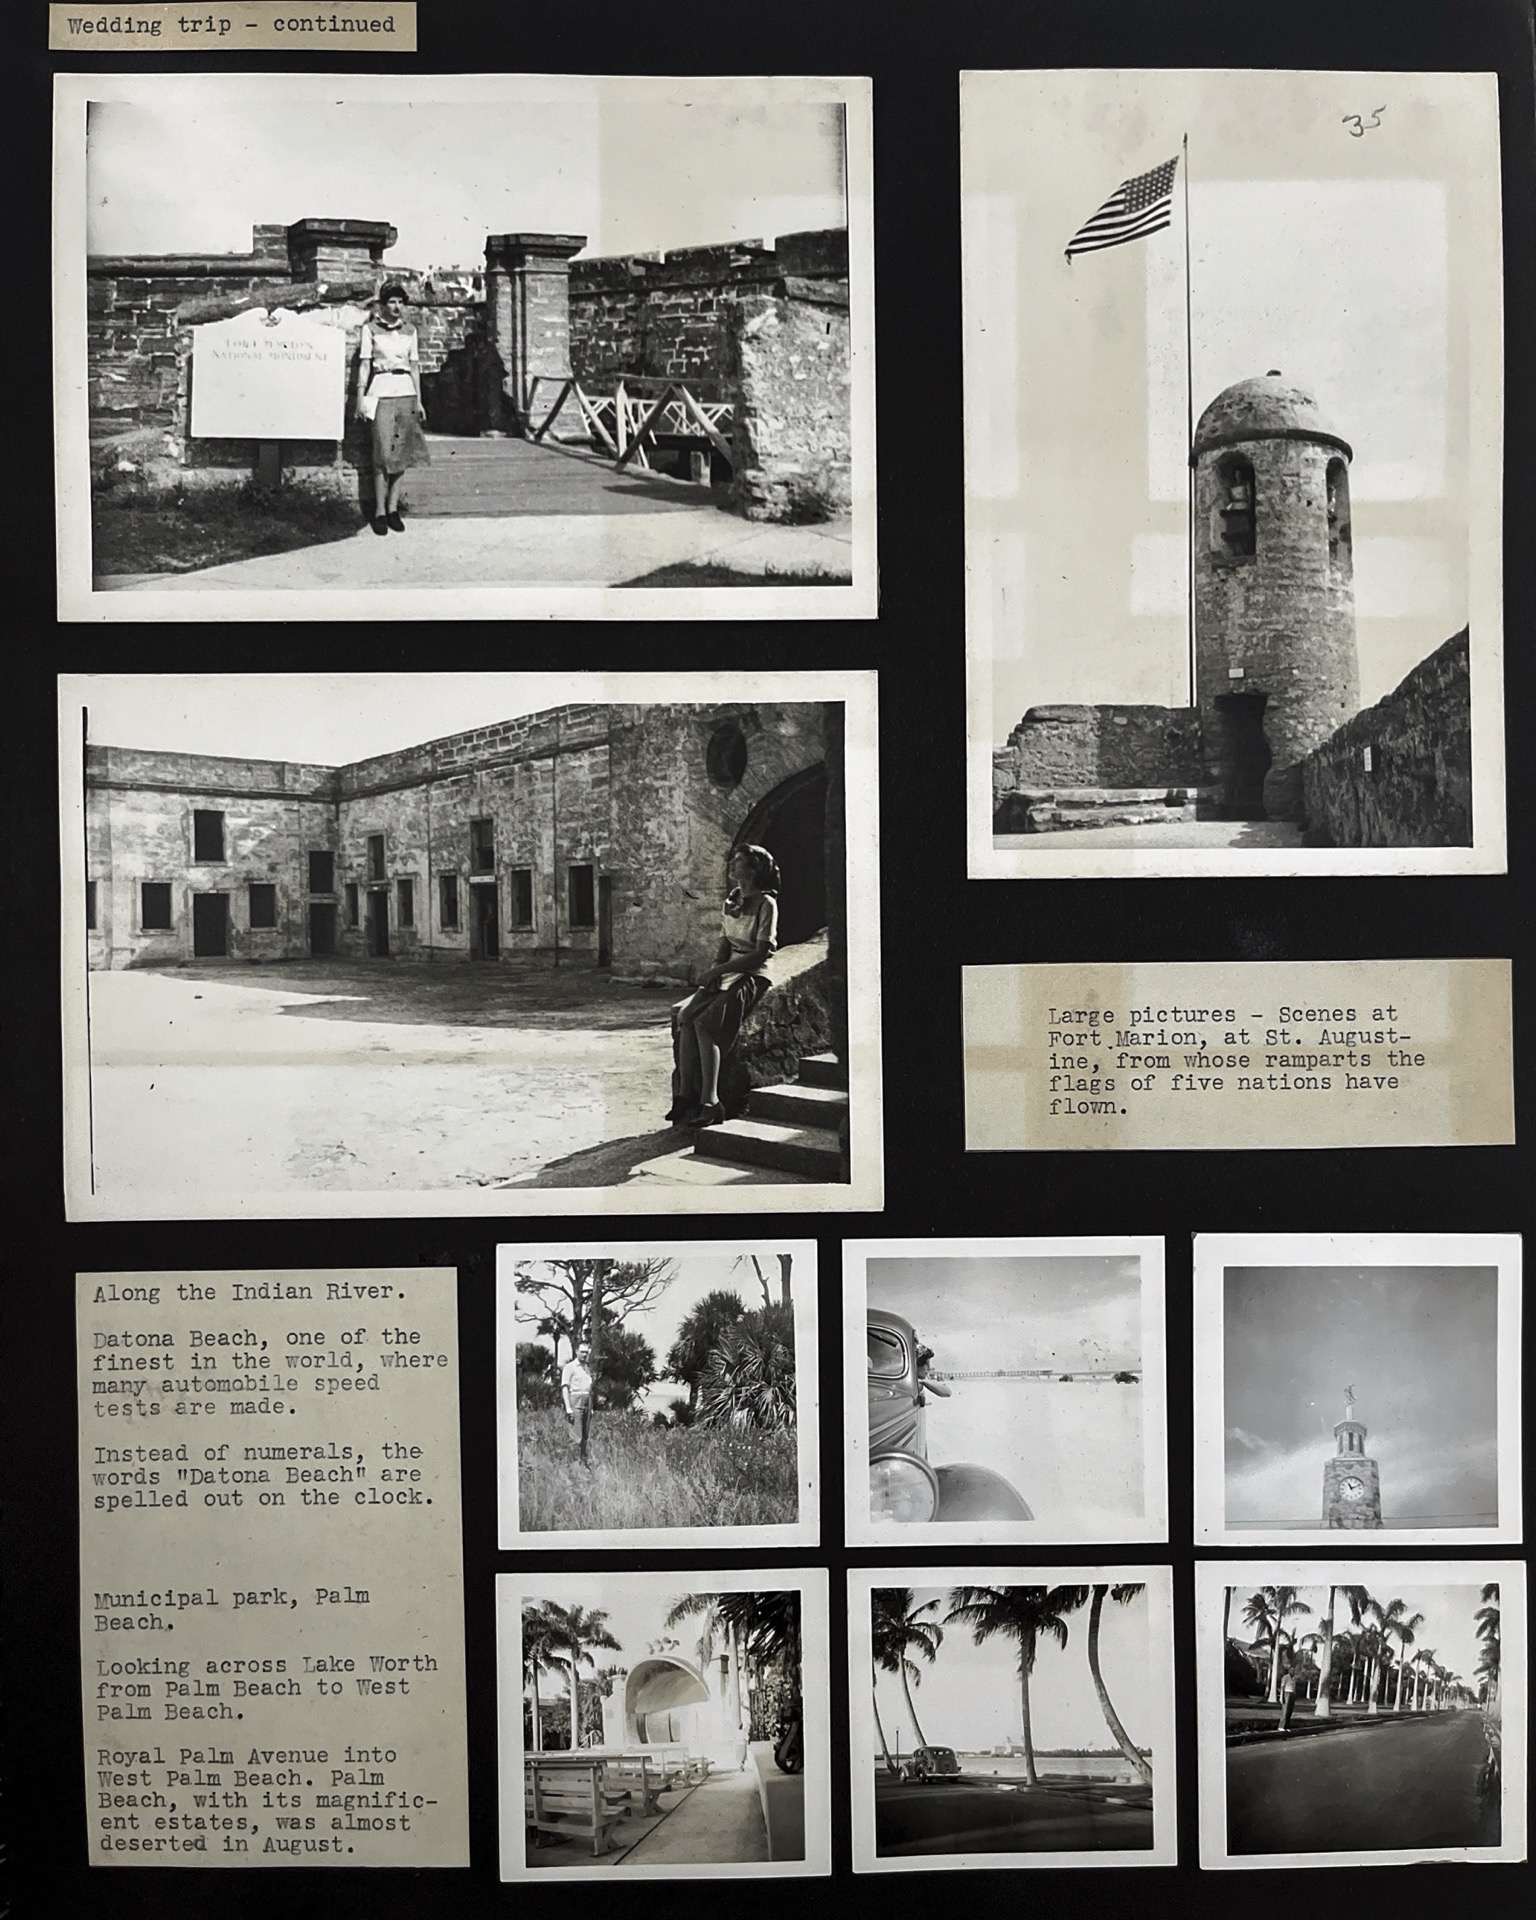 Wedding trip - continued
35
FORT MARION
NATIONAL MONUMENT
Large pictures - Scenes at
Fort Marion, at St. August-
ine, from whose ramparts the
flags of five nations have
flown.
Along the Indian River.
Datona Beach, one of the
finest in the world, where
many automobile speed
tests are made.
Instead of numerals, the
words "Datona Beach" are
spelled out on the clock.
Municipal park, Palm
Beach.
Looking across Lake Worth
from Palm Beach to West
Palm Beach.
Royal Palm Avenue into
West Palm Beach. Palm
Beach, with its magnific-
ent estates, was almost
deserted in August.